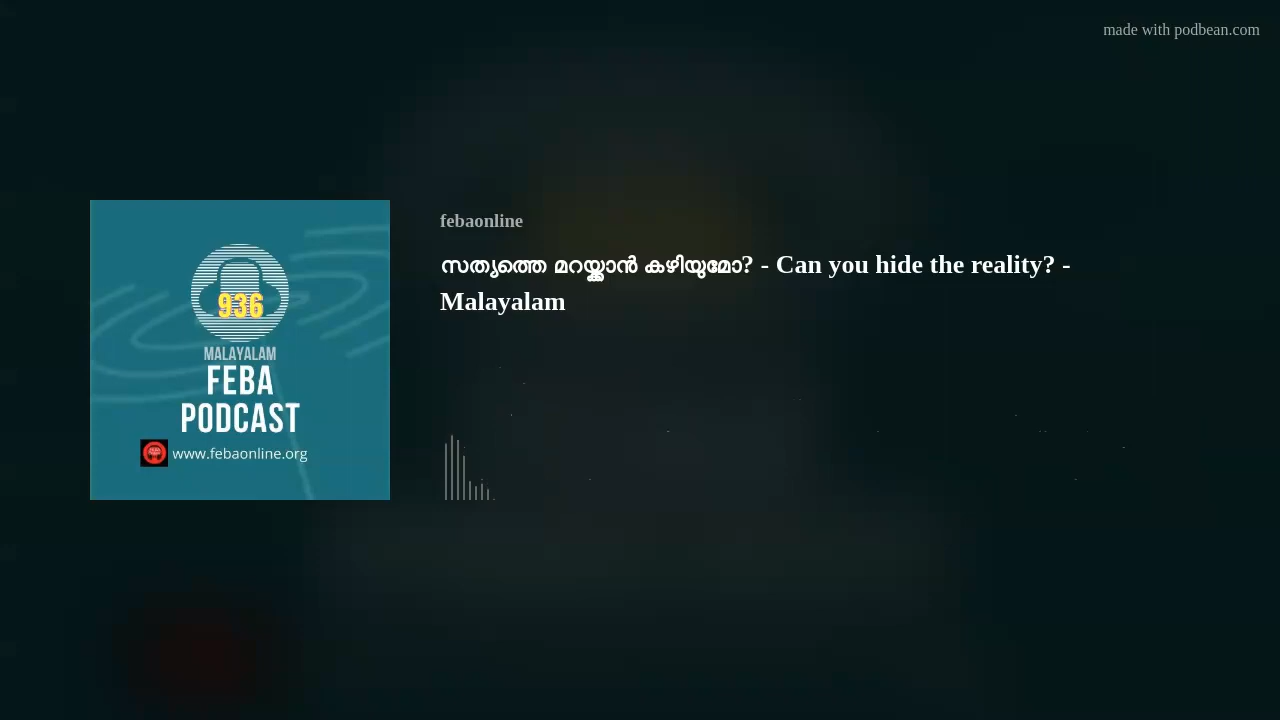 made with podbean.com
febaonline
സത്യത്തെ മറയ്ക്കാൻ കഴിയുമോ? - Can you hide the reality? -
Malayalam
936
MALAYALAM
FEBA
PODCAST
www.febaonline.org